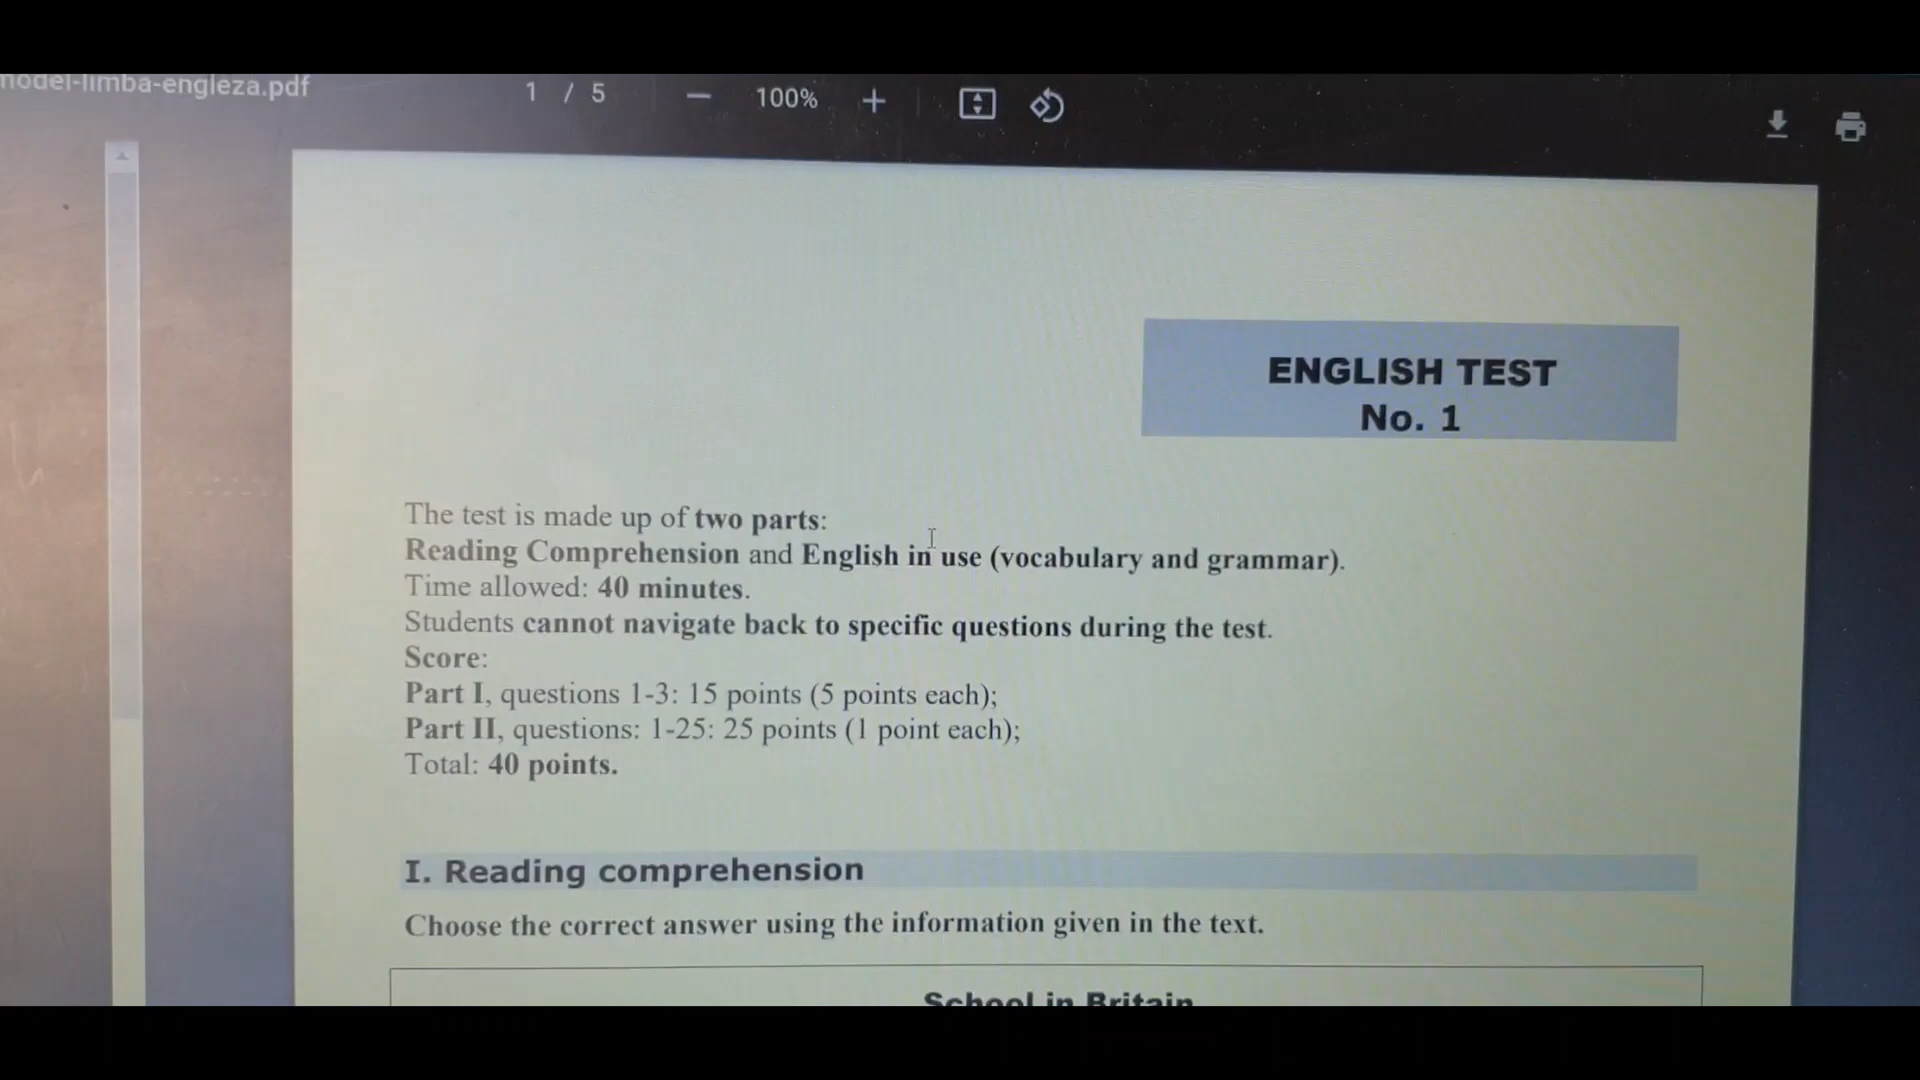 model-limba-engleza.pdf
1 / 5
100%
ENGLISH TEST
No. 1
The test is made up of two parts:
Reading Comprehension and English in use (vocabulary and grammar).
Time allowed: 40 minutes.
Students cannot navigate back to specific questions during the test.
Score:
Part I, questions 1-3: 15 points (5 points each);
Part II, questions: 1-25: 25 points (1 point each);
Total: 40 points.
I. Reading comprehension
Choose the correct answer using the information given in the text.
School in Britain